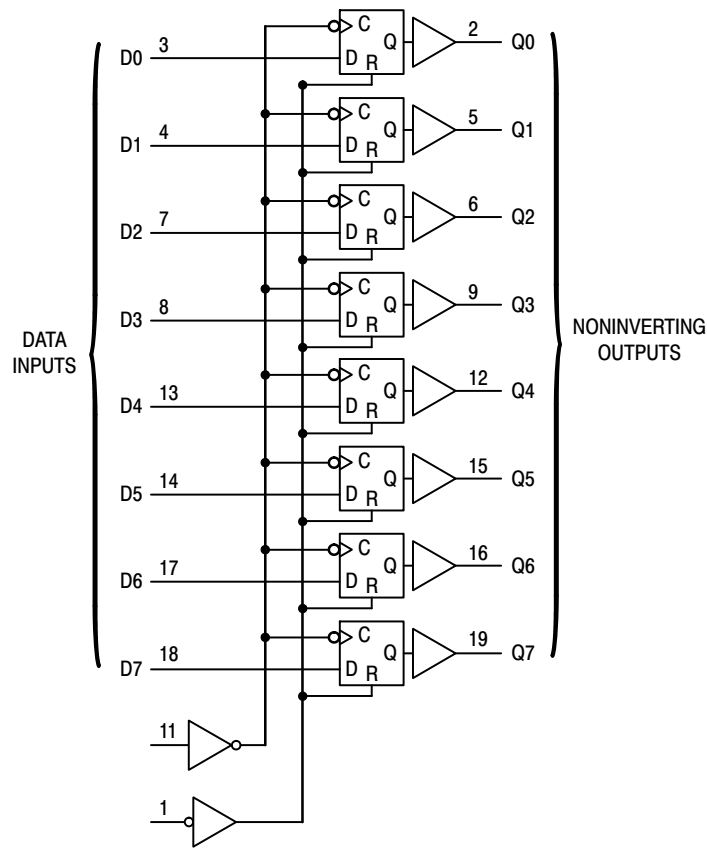 C
Q
D R
2
Q0
D0 3
C
Q
D R
5
Q1
D1 4
C
Q
D R
6
Q2
D2 7
C
Q
D R
9
Q3
D3 8
DATA
INPUTS
NONINVERTING
OUTPUTS
C
Q
D R
12
Q4
D4 13
C
Q
D R
15
Q5
D5 14
C
Q
D R
16
Q6
D6 17
C
Q
D R
19
Q7
D7 18
11
1